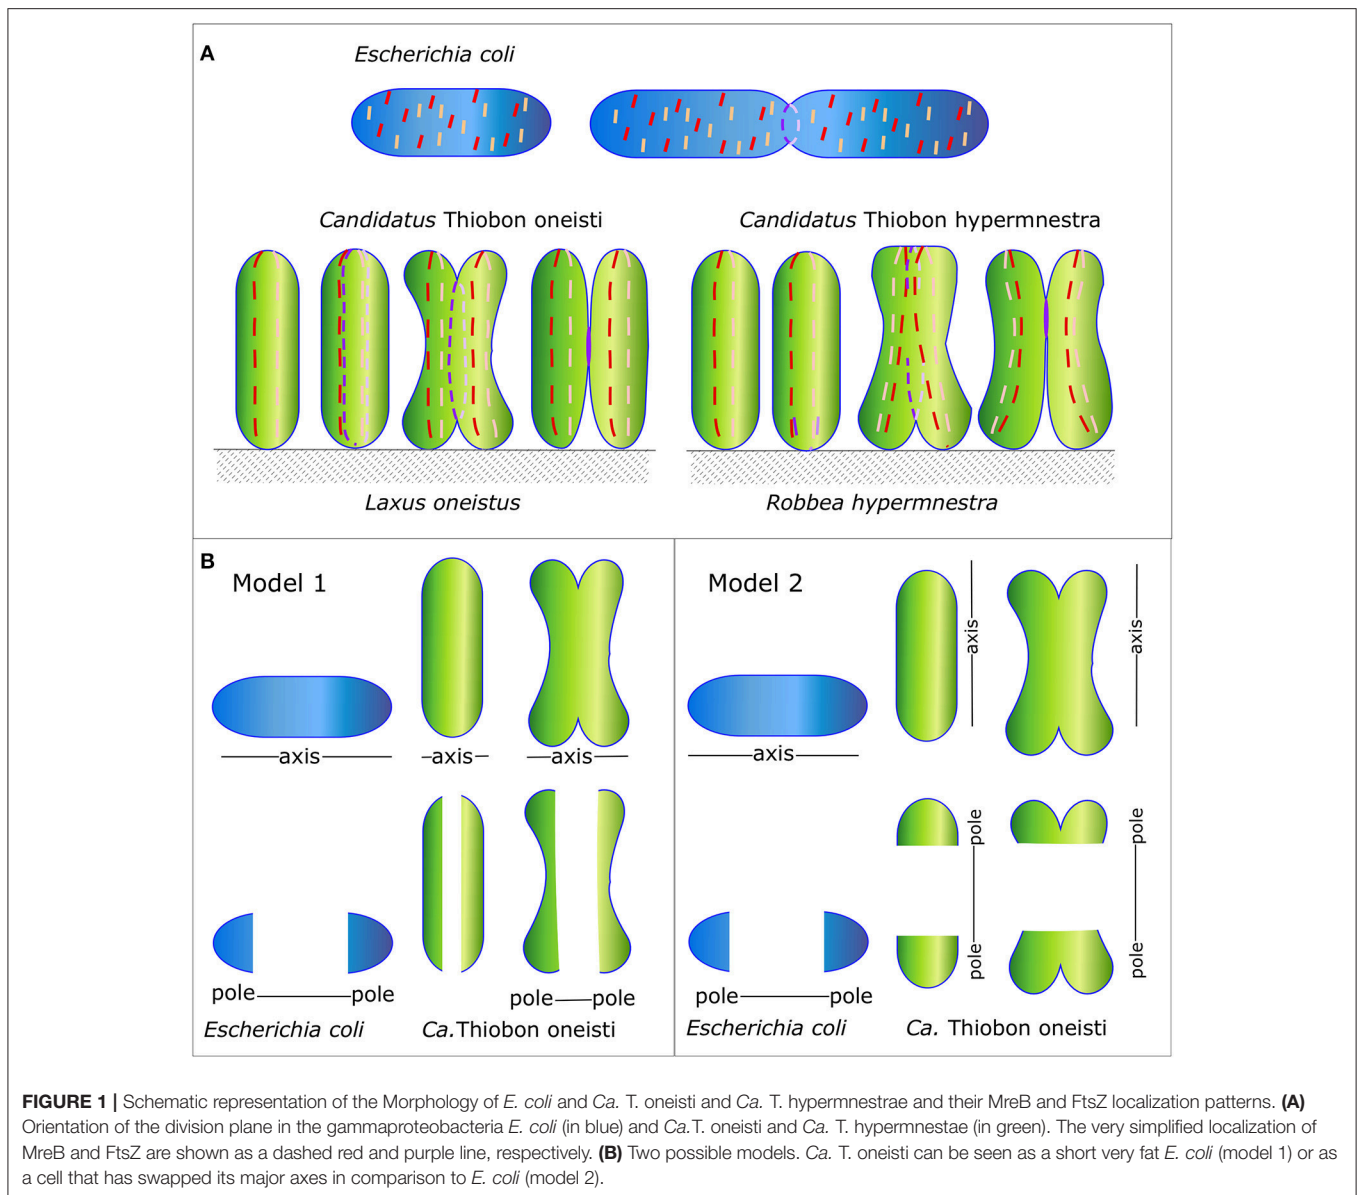 A
Escherichia coli
Candidatus Thiobon oneisti
Candidatus Thiobon hypermnestra
Laxus oneistus
Robbea hypermnestra
B
Model 1
axis
axis
axis
pole
pole
pole
pole
Escherichia coli
Ca.Thiobon oneisti
Model 2
axis
axis
axis
pole
pole
pole
pole
pole
pole
Escherichia coli
Ca. Thiobon oneisti
FIGURE 1 | Schematic representation of the Morphology of E. coli and Ca. T. oneisti and Ca. T. hypermnestrae and their MreB and FtsZ localization patterns. (A)
Orientation of the division plane in the gammaproteobacteria E. coli (in blue) and Ca.T. oneisti and Ca. T. hypermnestae (in green). The very simplified localization of
MreB and FtsZ are shown as a dashed red and purple line, respectively. (B) Two possible models. Ca. T. oneisti can be seen as a short very fat E. coli (model 1) or as
a cell that has swapped its major axes in comparison to E. coli (model 2).